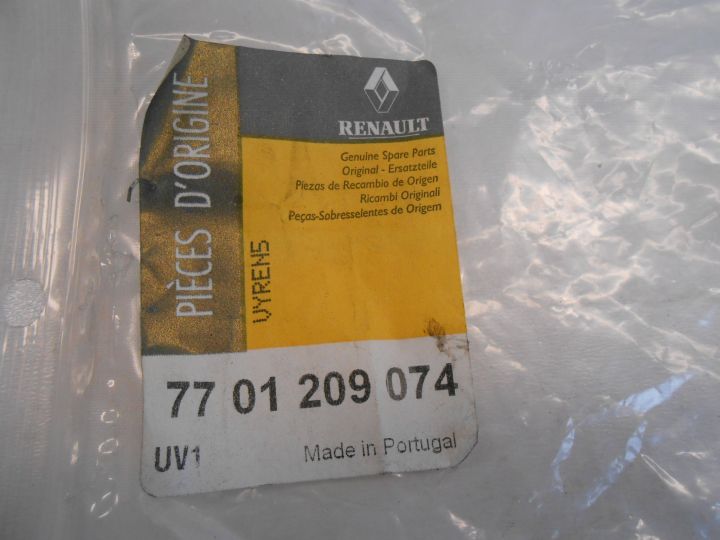 PIÈCES D'ORIGINE
RENAULT
Genuine Spare Parts
Original - Ersatzteile
Piezas de Recambio de Origen
Ricambi Originali
Peças-Sobresselentes de Origem
VYREN5
77 01 209 074
UV1
Made in Portugal